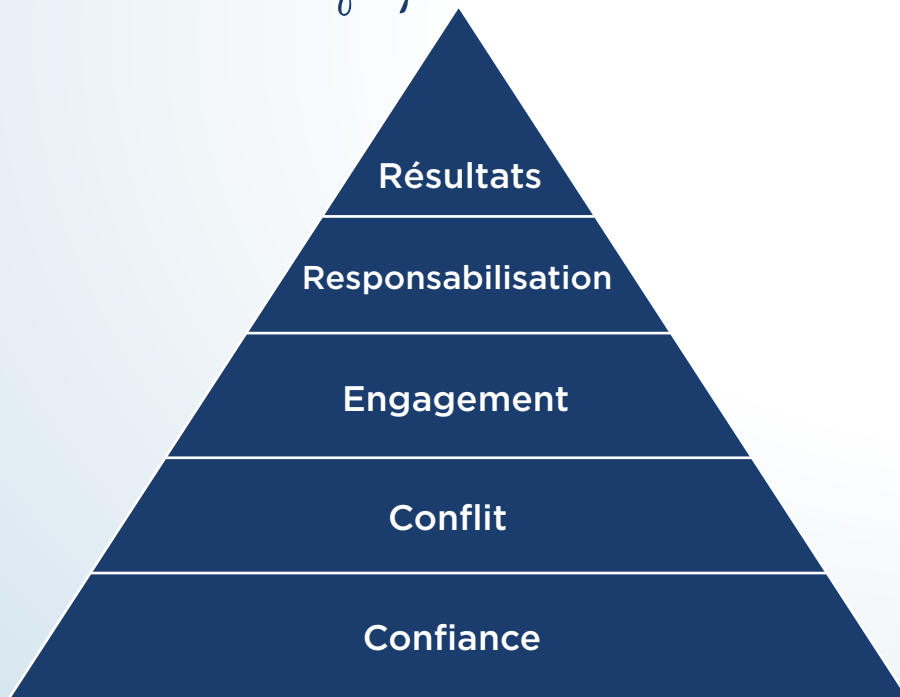 Résultats
Responsabilisation
Engagement
Conflit
Confiance